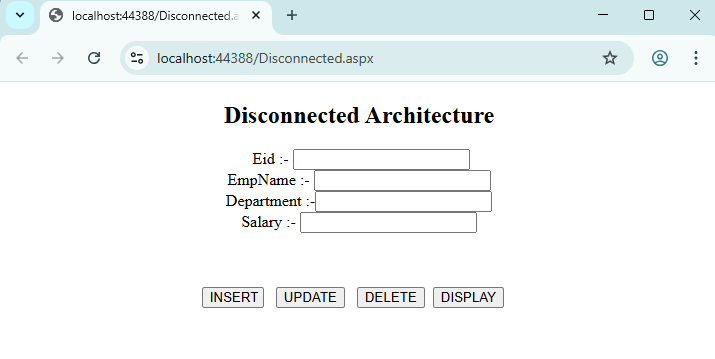 localhost:44388/Disconnected.a
localhost:44388/Disconnected.aspx
Disconnected Architecture
Eid :-
EmpName :-
Department :-
Salary :-
INSERT UPDATE DELETE DISPLAY